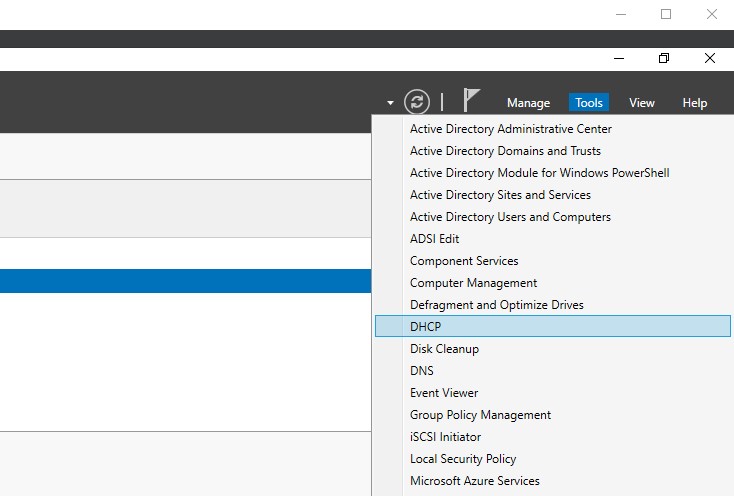 Manage Tools View Help
Active Directory Administrative Center
Active Directory Domains and Trusts
Active Directory Module for Windows PowerShell
Active Directory Sites and Services
Active Directory Users and Computers
ADSI Edit
Component Services
Computer Management
Defragment and Optimize Drives
DHCP
Disk Cleanup
DNS
Event Viewer
Group Policy Management
iSCSI Initiator
Local Security Policy
Microsoft Azure Services